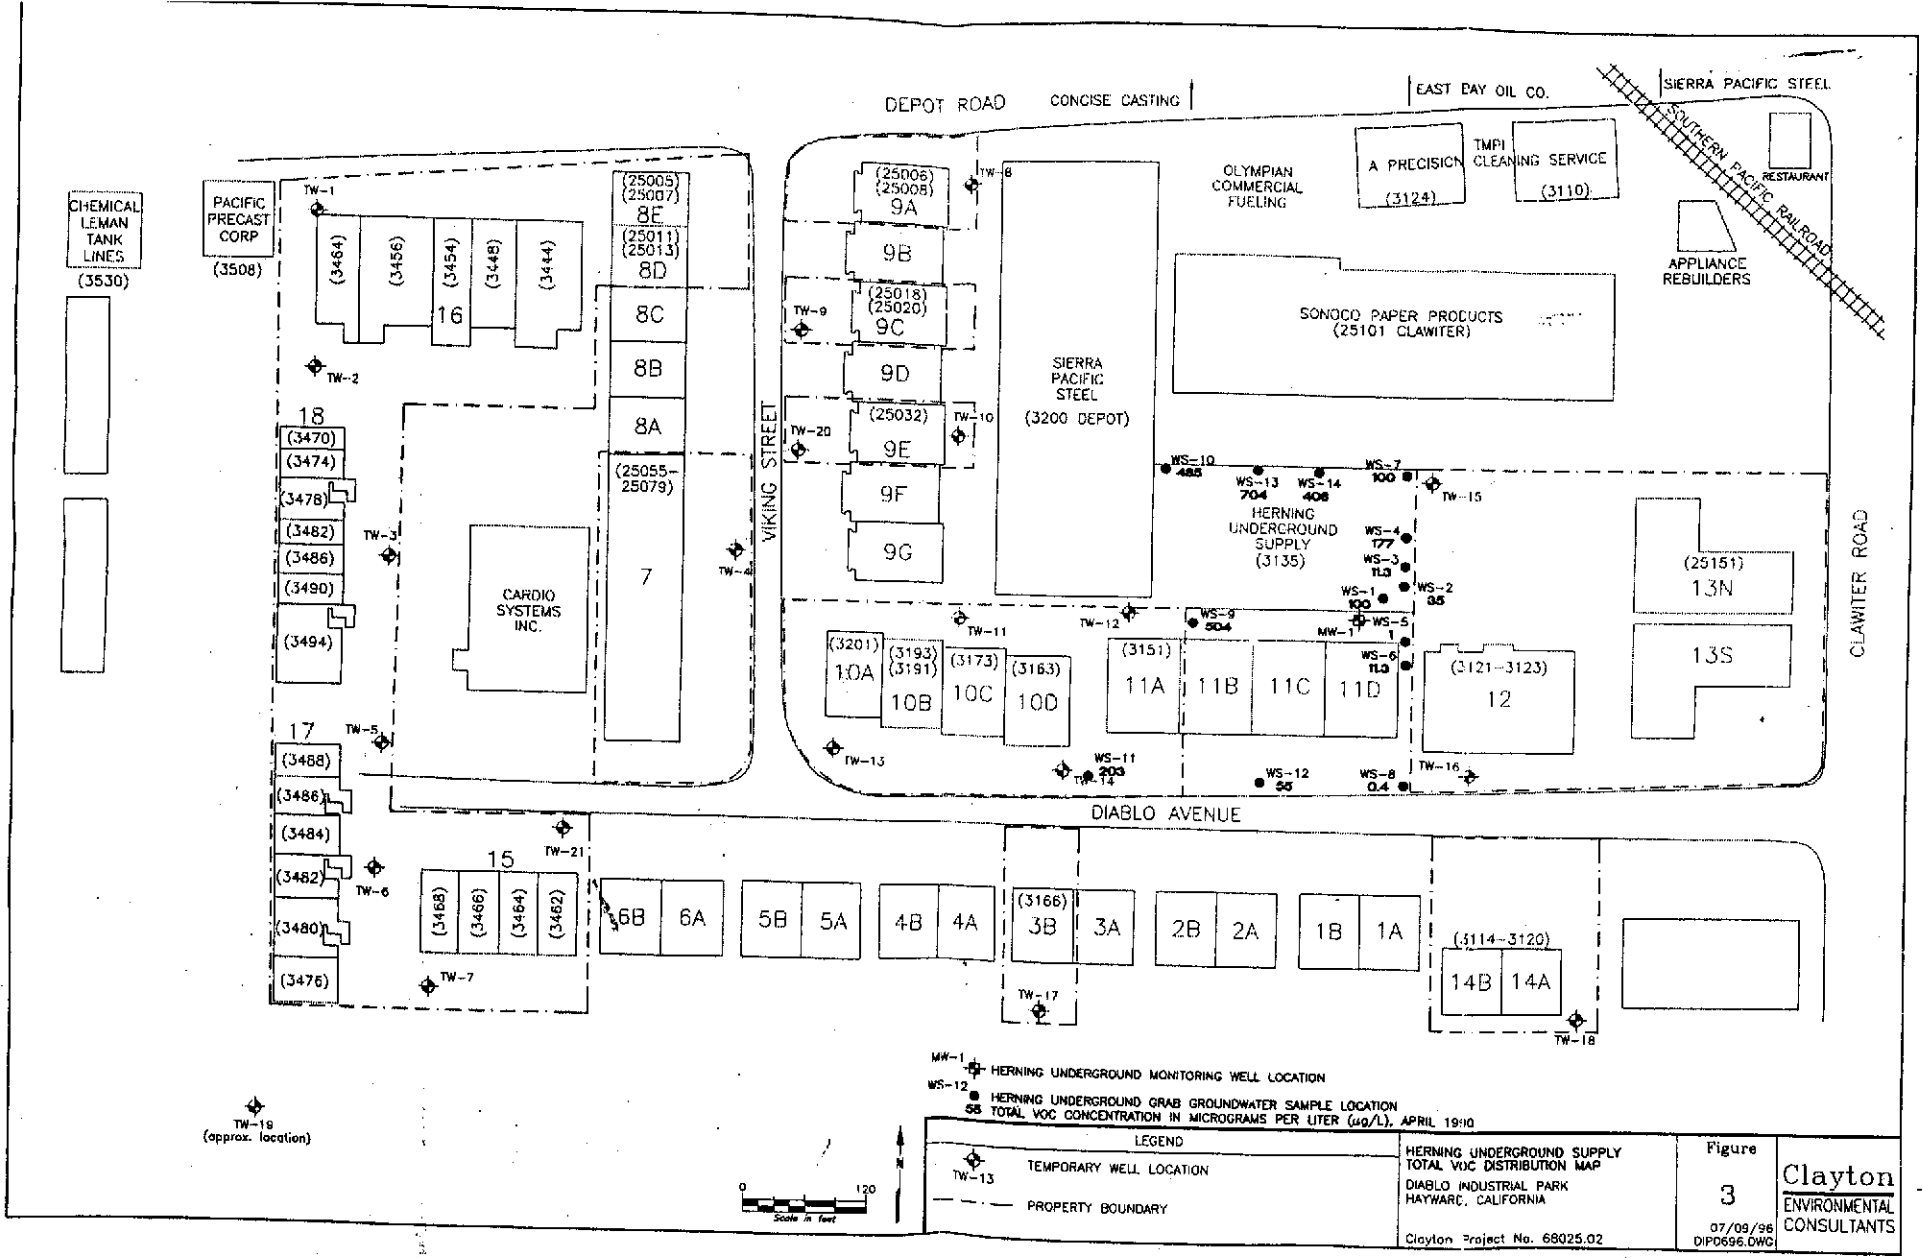 DEPOT ROAD
CONCISE CASTING
EAST BAY OIL CO.
SIERRA PACIFIC STEEL
SOUTHERN PACIFIC RAILROAD
RESTAURANT
APPLIANCE
REBUILDERS
A PRECISION
(3124)
TMPI
CLEANING SERVICE
(3110)
OLYMPIAN
COMMERCIAL
FUELING
SONOCO PAPER PRODUCTS
(25101 CLAWITER)
CHEMICAL
LEMAN
TANK
LINES
(3530)
PACIFIC
PRECAST
CORP
(3508)
TW-1
(3464)
(3456)
(3454)
(3448)
(3444)
16
TW-2
(25005)
(25007)
8E
(25011)
(25013)
8D
8C
8B
8A
(25055-
25079)
7
VIKING STREET
(25006)
(25008)
9A
TW-8
9B
TW-9
(25018)
(25020)
9C
9D
TW-20
(25032)
9E
TW-10
9F
9G
SIERRA
PACIFIC
STEEL
(3200 DEPOT)
18
(3470)
(3474)
(3478)
(3482)
(3486)
(3490)
(3494)
TW-3
CARDIO
SYSTEMS
INC.
TW-4
WS-10
485
WS-13
704
WS-14
408
WS-7
100
TW-15
HERNING
UNDERGROUND
SUPPLY
(3135)
WS-4
177
WS-3
113
WS-2
35
WS-1
100
MW-1
WS-5
1
WS-6
113
WS-9
504
TW-11
TW-12
(3201)
10A
(3193)
(3191)
10B
(3173)
10C
(3163)
10D
(3151)
11A
11B
11C
11D
(3121-3123)
12
(25151)
13N
13S
CLAWITER ROAD
TW-13
WS-11
203
TW-14
WS-12
55
WS-8
0.4
TW-16
DIABLO AVENUE
17
TW-5
(3488)
(3486)
(3484)
(3482)
(3480)
(3476)
TW-6
15
TW-21
(3468)
(3466)
(3464)
(3462)
TW-7
6B
6A
5B
5A
4B
4A
(3166)
3B
3A
2B
2A
1B
1A
TW-17
(3114-3120)
14B
14A
TW-18
TW-19
(approx. location)
MW-1
HERNING UNDERGROUND MONITORING WELL LOCATION
WS-12
55
HERNING UNDERGROUND GRAB GROUNDWATER SAMPLE LOCATION
TOTAL VOC CONCENTRATION IN MICROGRAMS PER LITER (ug/L), APRIL 1990
LEGEND
TW-13
TEMPORARY WELL LOCATION
PROPERTY BOUNDARY
0
120
Scale in feet
N
HERNING UNDERGROUND SUPPLY
TOTAL VOC DISTRIBUTION MAP
DIABLO INDUSTRIAL PARK
HAYWARD, CALIFORNIA
Clayton Project No. 68025.02
Figure
3
07/09/96
DIPD696.DWG
Clayton
ENVIRONMENTAL
CONSULTANTS